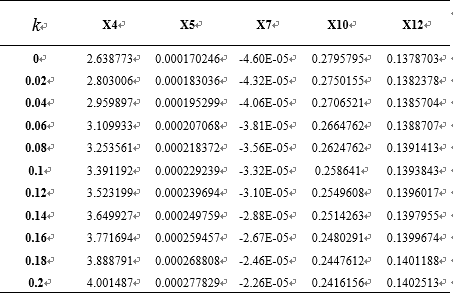 k X4 X5 X7 X10 X12
0 2.638773 0.000170246 -4.60E-05 0.2795795 0.1378703
0.02 2.803006 0.000183036 -4.32E-05 0.2750155 0.1382378
0.04 2.959897 0.000195299 -4.06E-05 0.2706521 0.1385704
0.06 3.109933 0.000207068 -3.81E-05 0.2664762 0.1388707
0.08 3.253561 0.000218372 -3.56E-05 0.2624762 0.1391413
0.1 3.391192 0.000229239 -3.32E-05 0.258641 0.1393843
0.12 3.523199 0.000239694 -3.10E-05 0.2549608 0.1396017
0.14 3.649927 0.000249759 -2.88E-05 0.2514263 0.1397955
0.16 3.771694 0.000259457 -2.67E-05 0.2480291 0.1399674
0.18 3.888791 0.000268808 -2.46E-05 0.2447612 0.1401188
0.2 4.001487 0.000277829 -2.26E-05 0.2416156 0.1402513